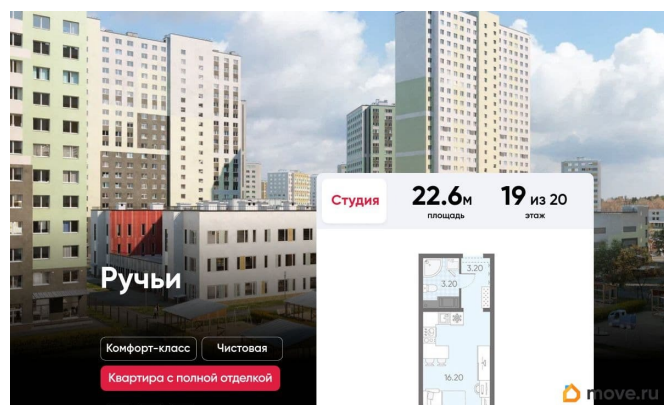 Студия
22.6м
площадь
19 из 20
этаж
3.20
3.20
Ручьи
Комфорт-класс
Чистовая
Квартира с полной отделкой
16.20
move.ru